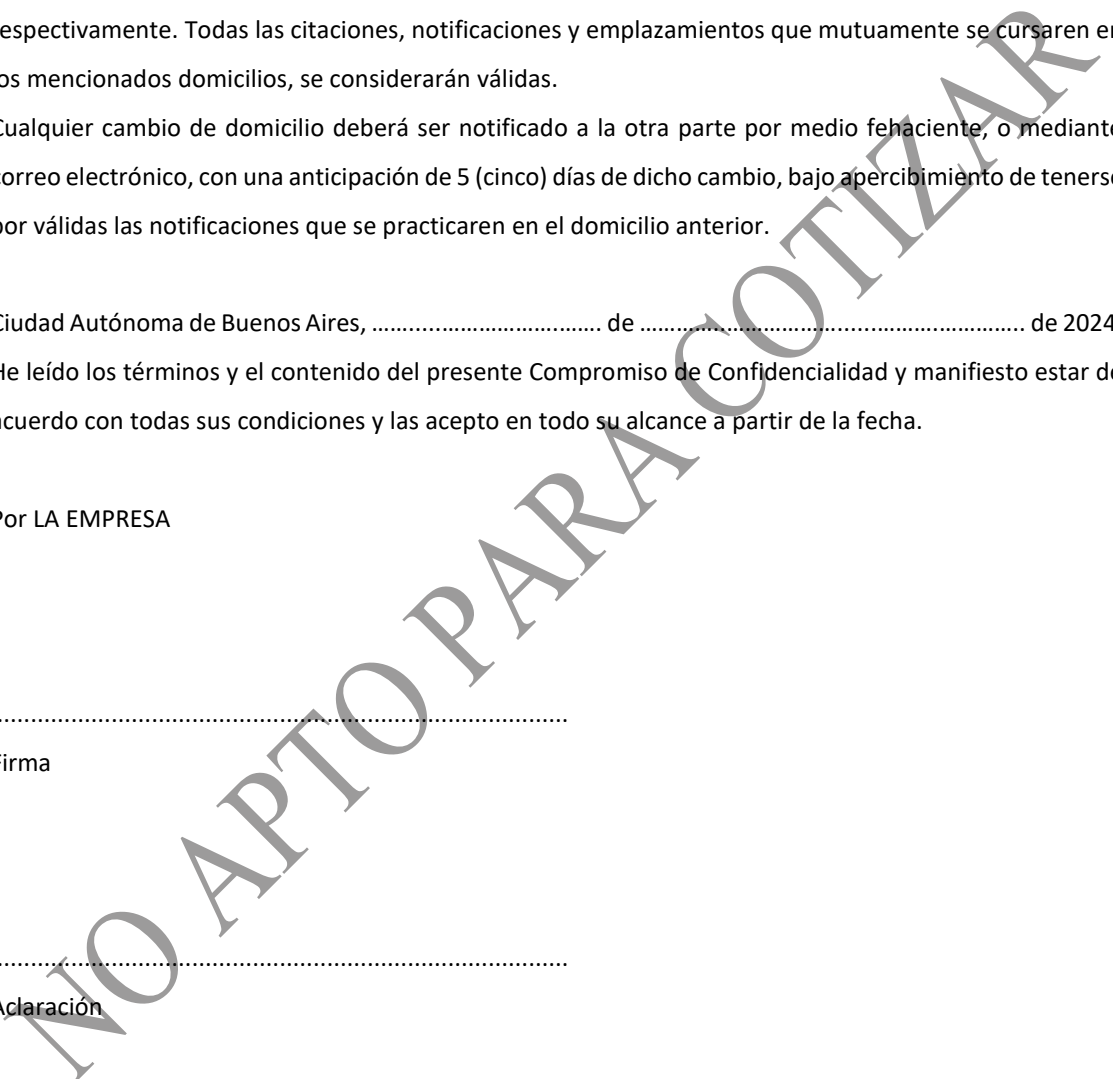 espectivamente. Todas las citaciones, notificaciones y emplazamientos que mutuamente se cursaren en
os mencionados domicilios, se considerarán válidas.
Cualquier cambio de domicilio deberá ser notificado a la otra parte por medio fehaciente, o mediante
correo electrónico, con una anticipación de 5 (cinco) días de dicho cambio, bajo apercibimiento de tenerse
por válidas las notificaciones que se practicaren en el domicilio anterior.
Ciudad Autónoma de Buenos Aires, ................................... de ........................................................... de 2024
He leído los términos y el contenido del presente Compromiso de Confidencialidad y manifiesto estar de
acuerdo con todas sus condiciones y las acepto en todo su alcance a partir de la fecha.
Por LA EMPRESA
......................................................................................
Firma
......................................................................................
Aclaración
NO APTO PARA COTIZAR